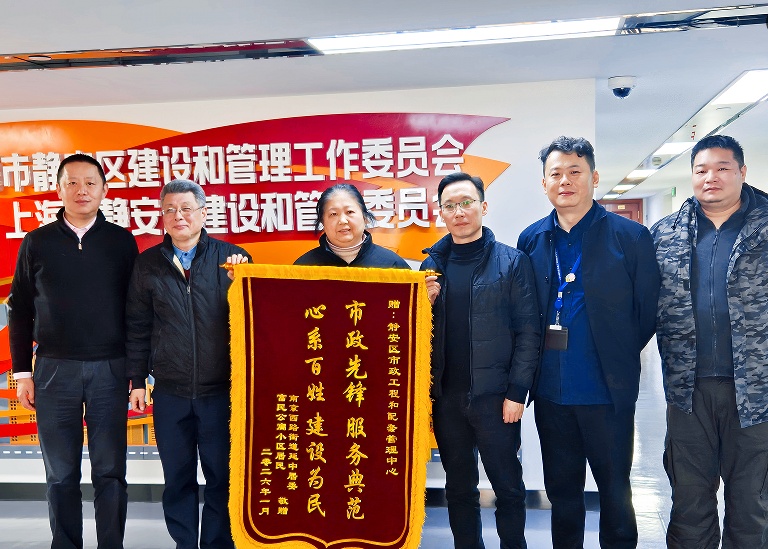 市静安区建设和管理工作委员会
上海 静安 建设和管 委员会
赠：静安区市政工程和配套管理中心
市政先锋 服务典范
心系百姓 建设为民
南京西路街道延中居委
富民公寓小区居民 敬赠
二零二六年一月